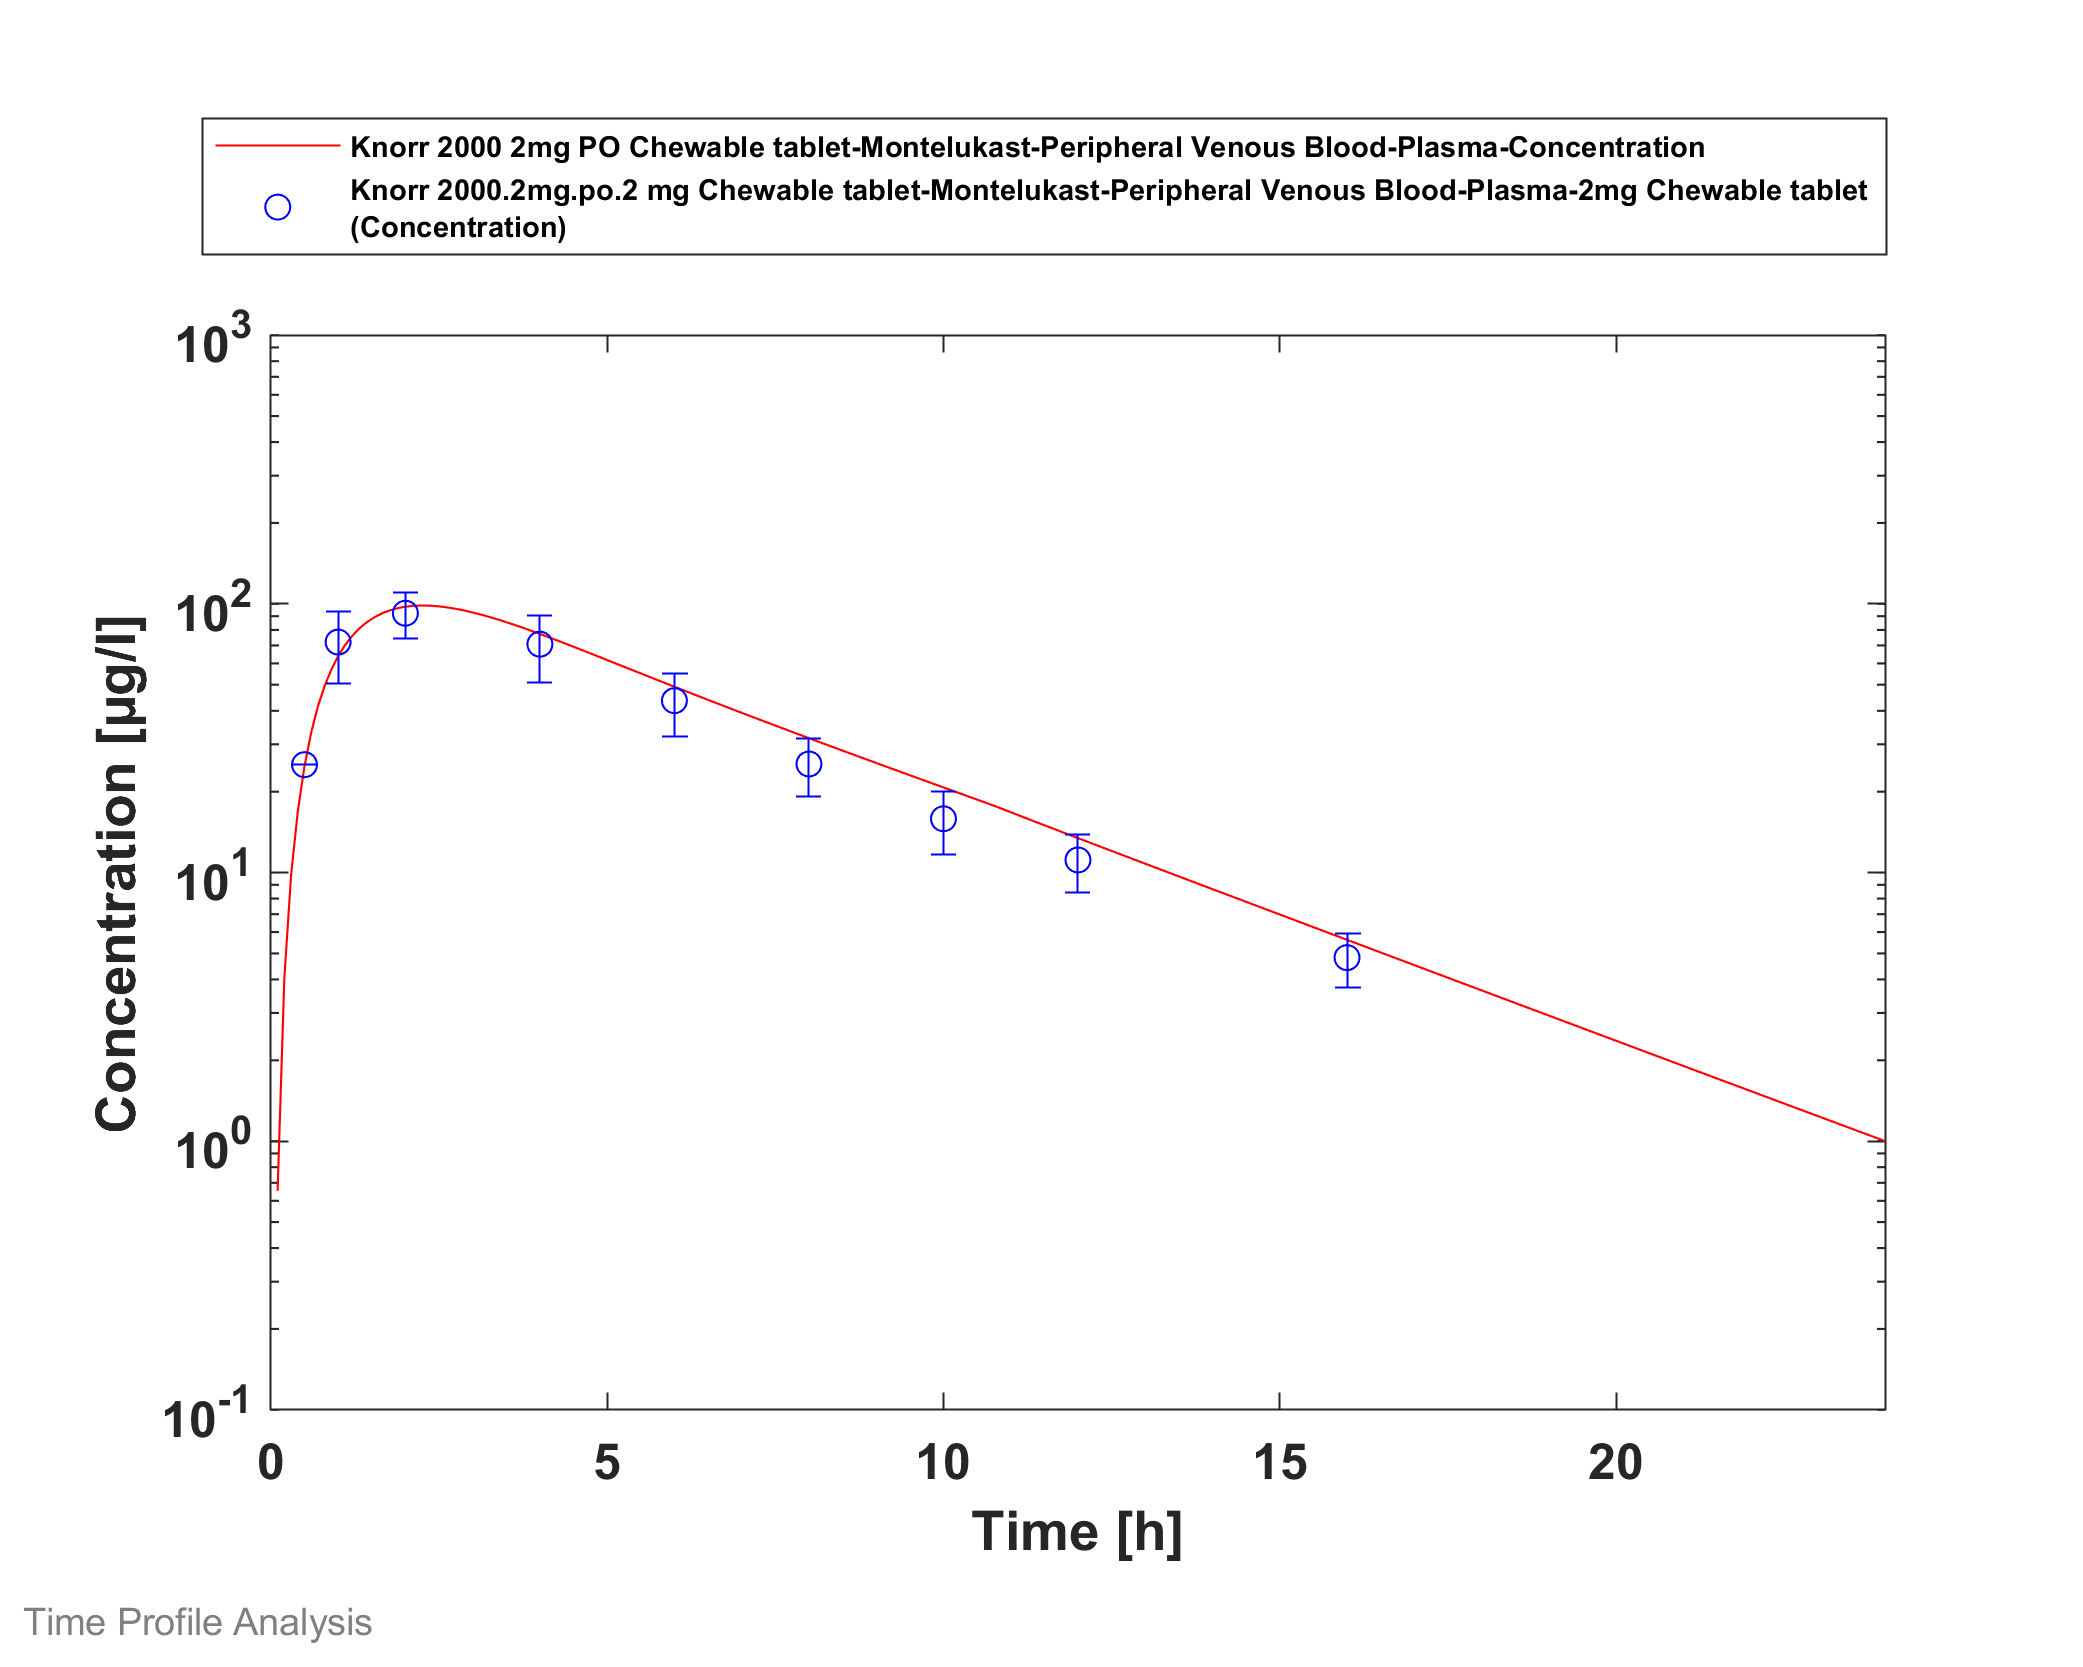 Knorr 2000 2mg PO Chewable tablet-Montelukast-Peripheral Venous Blood-Plasma-Concentration
Knorr 2000.2mg.po.2 mg Chewable tablet-Montelukast-Peripheral Venous Blood-Plasma-2mg Chewable tablet
(Concentration)
10^3
10^2
10^1
10^0
10^-1
Concentration [µg/l]
0 5 10 15 20
Time [h]
Time Profile Analysis